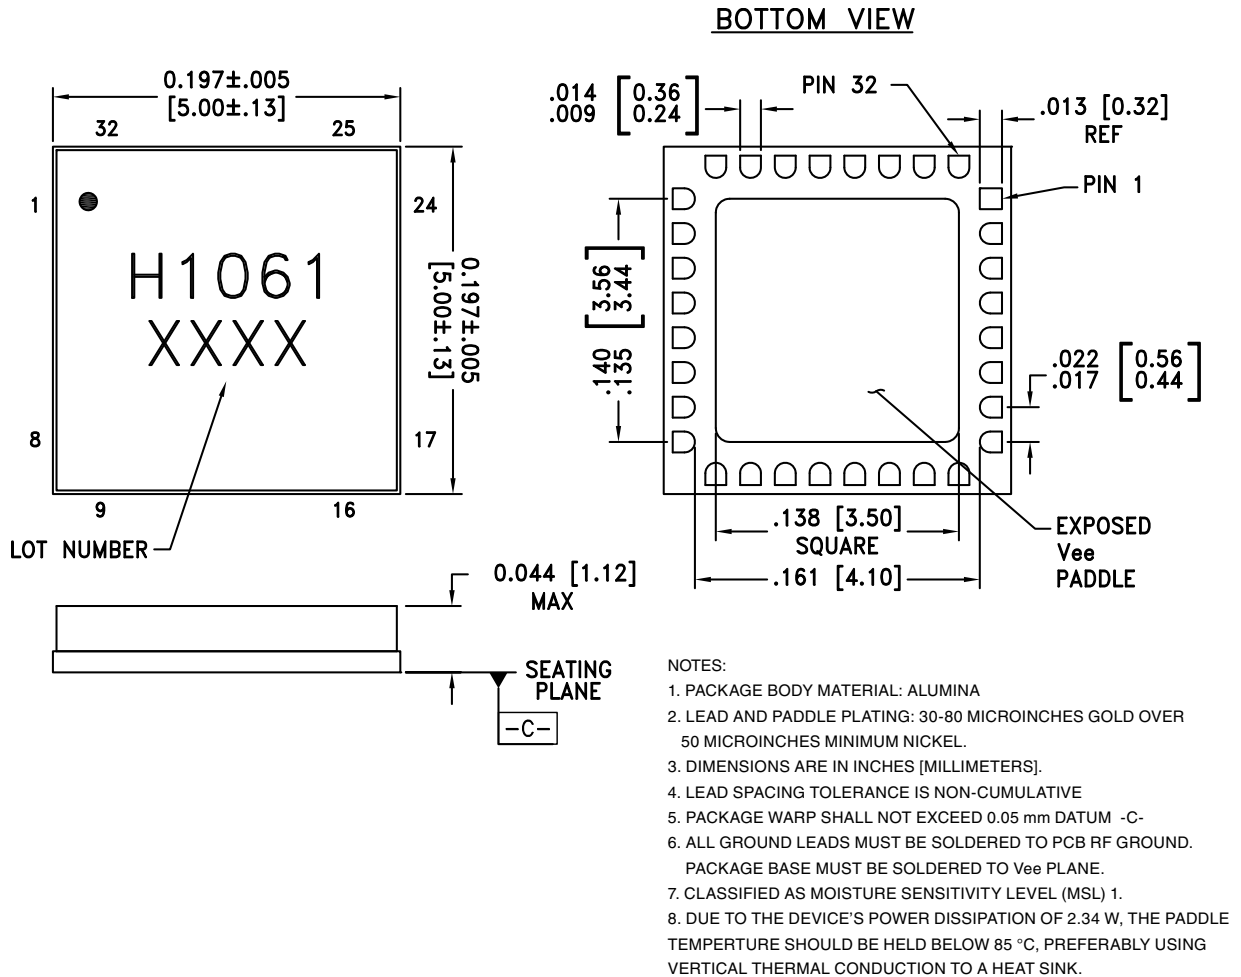 BOTTOM VIEW
0.197±.005
[5.00±.13]
32
25
1
24
H1061
XXXX
0.197±.005
[5.00±.13]
8
17
9
16
LOT NUMBER
.014 [0.36
.009 0.24]
PIN 32
.013 [0.32]
REF
PIN 1
[3.56
3.44]
.140
.135
.022 [0.56
.017 0.44]
.138 [3.50]
SQUARE
.161 [4.10]
EXPOSED
Vee
PADDLE
0.044 [1.12]
MAX
SEATING
PLANE
-C-
NOTES:
1. PACKAGE BODY MATERIAL: ALUMINA
2. LEAD AND PADDLE PLATING: 30-80 MICROINCHES GOLD OVER
50 MICROINCHES MINIMUM NICKEL.
3. DIMENSIONS ARE IN INCHES [MILLIMETERS].
4. LEAD SPACING TOLERANCE IS NON-CUMULATIVE
5. PACKAGE WARP SHALL NOT EXCEED 0.05 mm DATUM -C-
6. ALL GROUND LEADS MUST BE SOLDERED TO PCB RF GROUND.
PACKAGE BASE MUST BE SOLDERED TO Vee PLANE.
7. CLASSIFIED AS MOISTURE SENSITIVITY LEVEL (MSL) 1.
8. DUE TO THE DEVICE'S POWER DISSIPATION OF 2.34 W, THE PADDLE
TEMPERTURE SHOULD BE HELD BELOW 85 °C, PREFERABLY USING
VERTICAL THERMAL CONDUCTION TO A HEAT SINK.